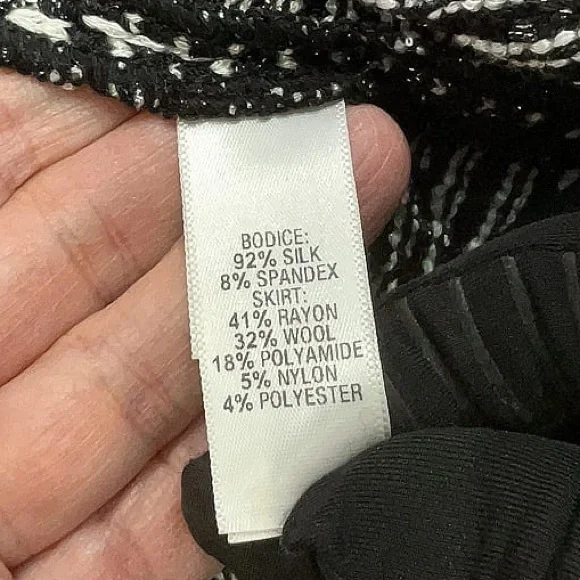 BODICE:
92% SILK
8% SPANDEX
SKIRT:
41% RAYON
32% WOOL
18% POLYAMIDE
5% NYLON
4% POLYESTER